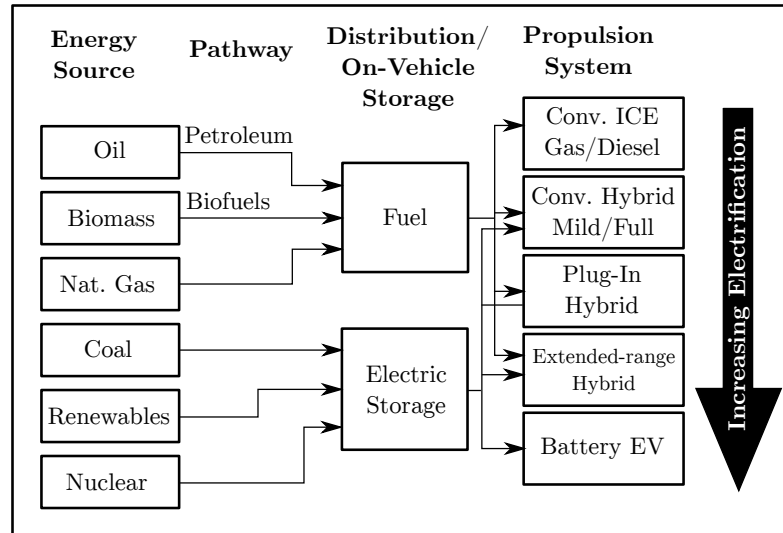 Energy
Source
Pathway
Distribution/
On-Vehicle
Storage
Propulsion
System
Oil
Biomass
Nat. Gas
Coal
Renewables
Nuclear
Petroleum
Biofuels
Fuel
Electric
Storage
Conv. ICE
Gas/Diesel
Conv. Hybrid
Mild/Full
Plug-In
Hybrid
Extended-range
Hybrid
Battery EV
Increasing Electrification